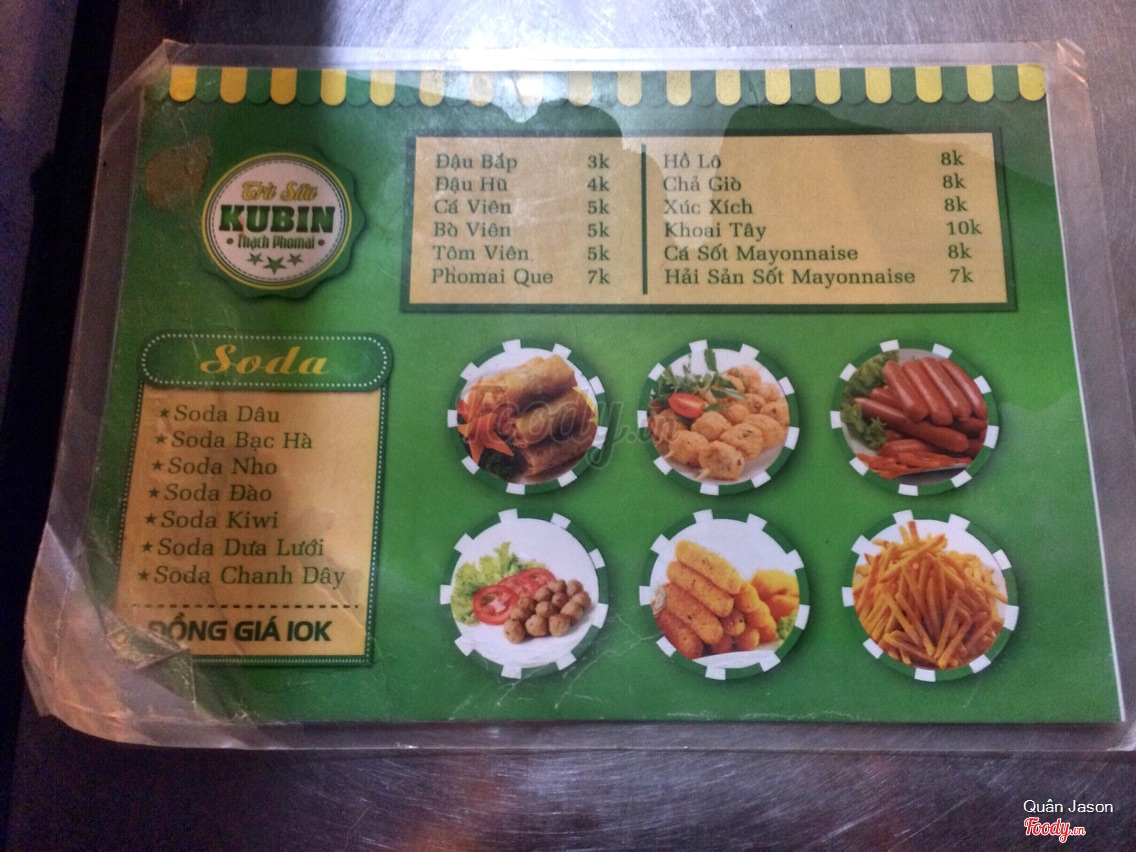 Trà Sữa
KUBIN
Thạch Phomai
Đậu Bắp 3k
Đậu Hũ 4k
Cá Viên 5k
Bò Viên 5k
Tôm Viên 5k
Phomai Que 7k
Hồ Lô 8k
Chả Giò 8k
Xúc Xích 8k
Khoai Tây 10k
Cá Sốt Mayonnaise 8k
Hải Sản Sốt Mayonnaise 7k
Soda
Soda Dâu
Soda Bạc Hà
Soda Nho
Soda Đào
Soda Kiwi
Soda Dưa Lưới
Soda Chanh Dây
ĐỒNG GIÁ 10K
Foody.vn
Quân Jason
Foody.vn